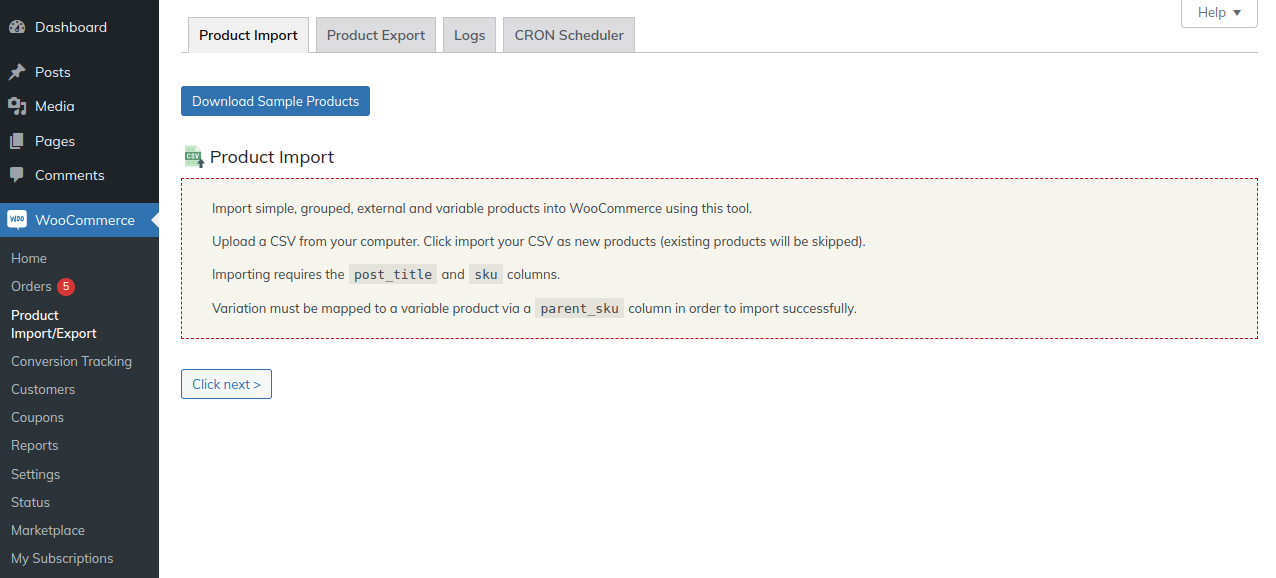 Dashboard
Posts
Media
Pages
Comments
WOO WooCommerce
Home
Orders 5
Product
Import/Export
Conversion Tracking
Customers
Coupons
Reports
Settings
Status
Marketplace
My Subscriptions
Help
Product Import Product Export Logs CRON Scheduler
Download Sample Products
CSV Product Import
Import simple, grouped, external and variable products into WooCommerce using this tool.
Upload a CSV from your computer. Click import your CSV as new products (existing products will be skipped).
Importing requires the post_title and sku columns.
Variation must be mapped to a variable product via a parent_sku column in order to import successfully.
Click next >